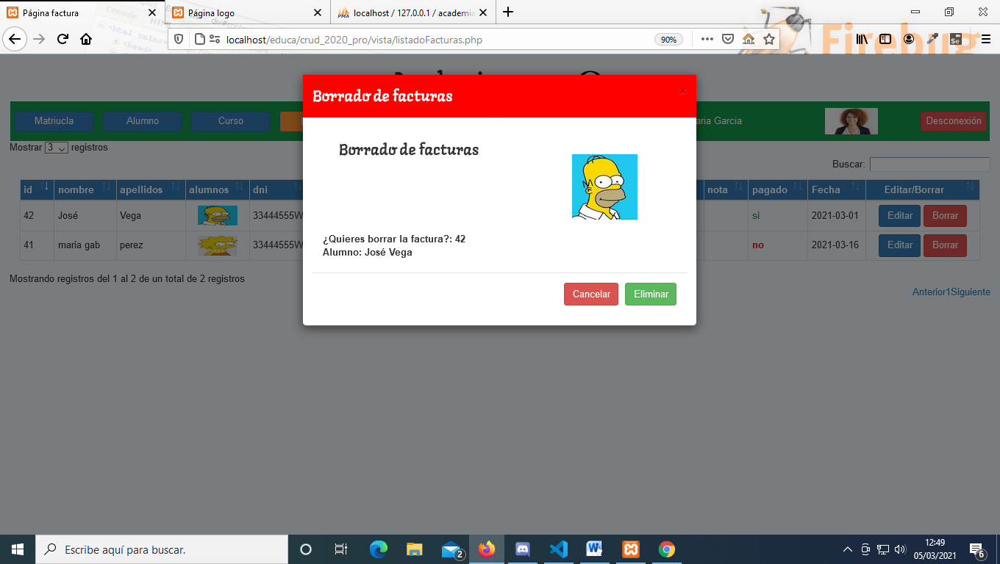 Página factura
Página logo
localhost / 127.0.0.1 / academia
localhost/educa/crud_2020_pro/vista/listadoFacturas.php
90%
Firebug
Borrado de facturas
×
Matriucla
Alumno
Curso
aria Garcia
Desconexión
Mostrar 3 registros
Buscar:
id nombre apellidos alumnos dni nota pagado Fecha Editar/Borrar
42 José Vega 33444555W si 2021-03-01 Editar Borrar
41 maria gab perez 33444555W no 2021-03-16 Editar Borrar
Borrado de facturas
¿Quieres borrar la factura?: 42
Alumno: José Vega
Cancelar Eliminar
Mostrando registros del 1 al 2 de un total de 2 registros
Anterior1Siguiente
Escribe aquí para buscar.
2
12:49
05/03/2021
6